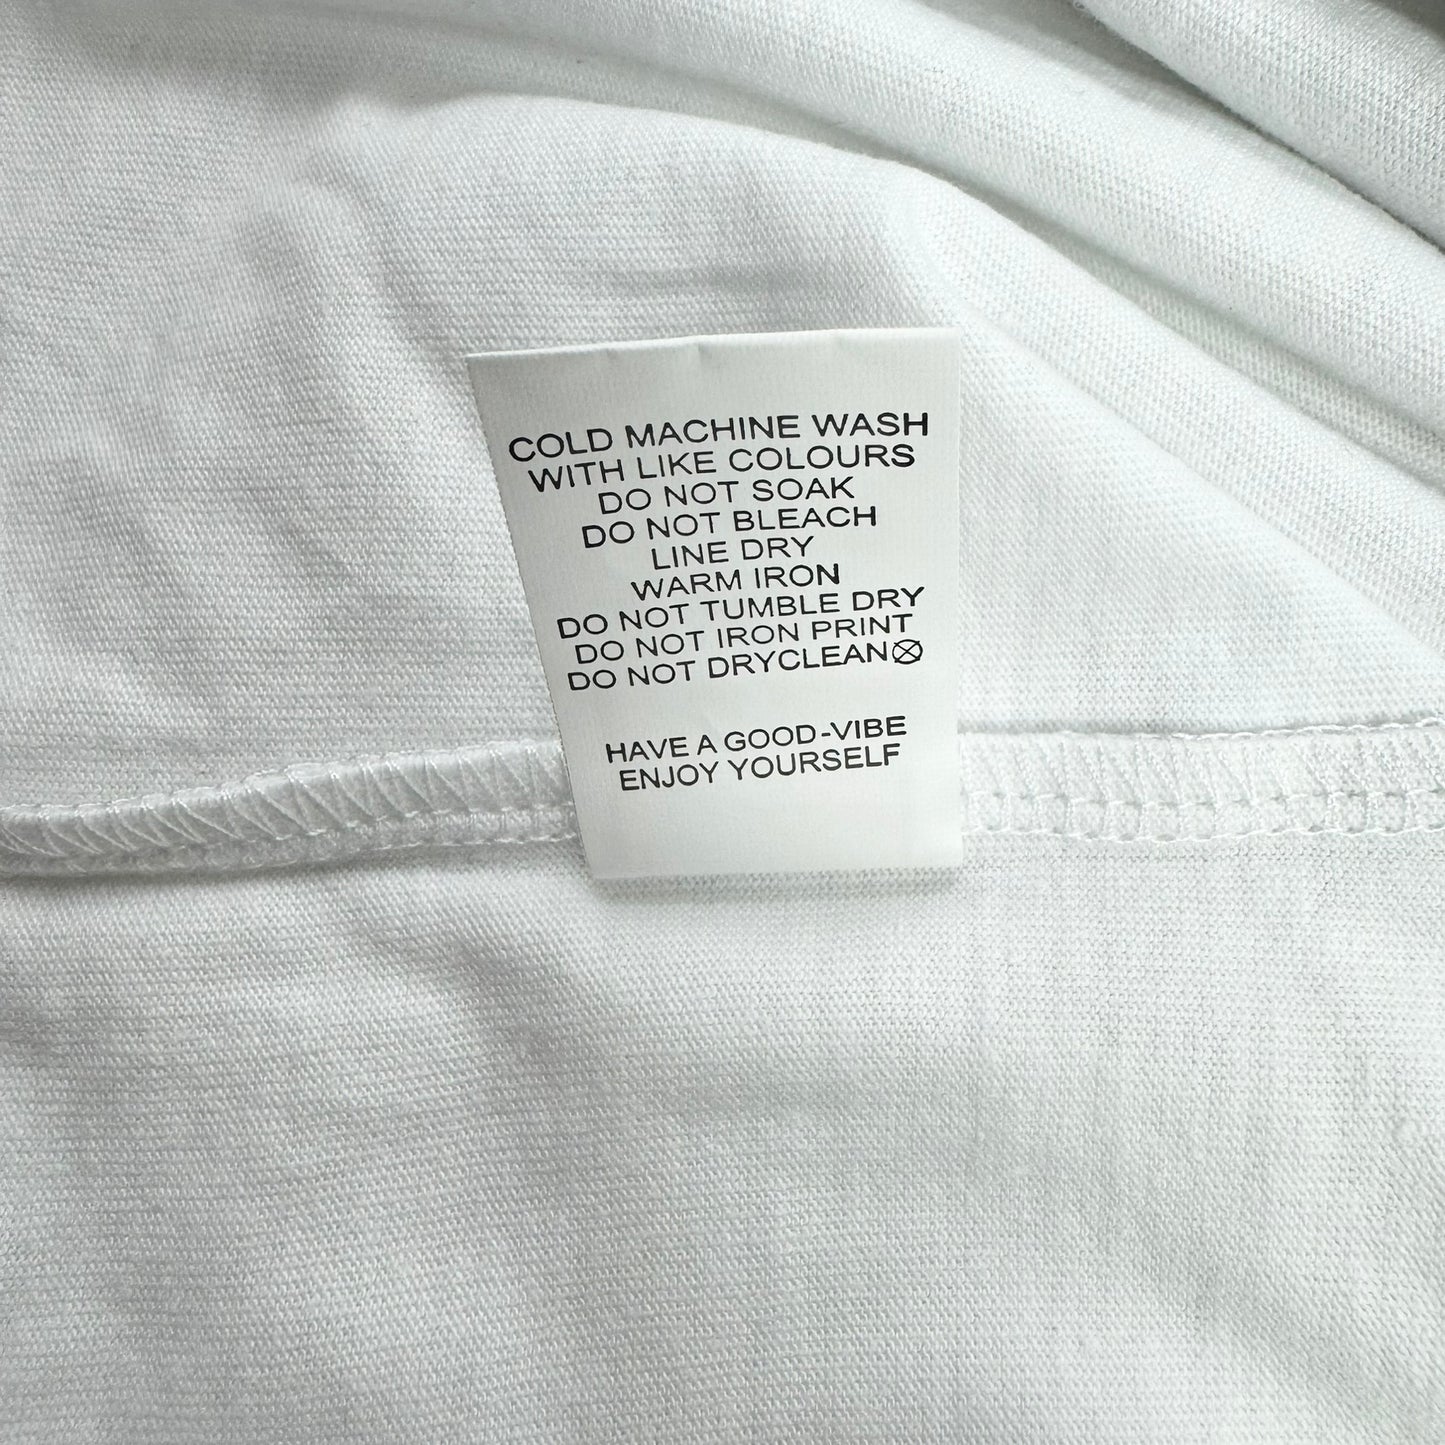 COLD MACHINE WASH
WITH LIKE COLOURS
DO NOT SOAK
DO NOT BLEACH
LINE DRY
WARM IRON
DO NOT TUMBLE DRY
DO NOT IRON PRINT
DO NOT DRYCLEAN
HAVE A GOOD-VIBE
ENJOY YOURSELF